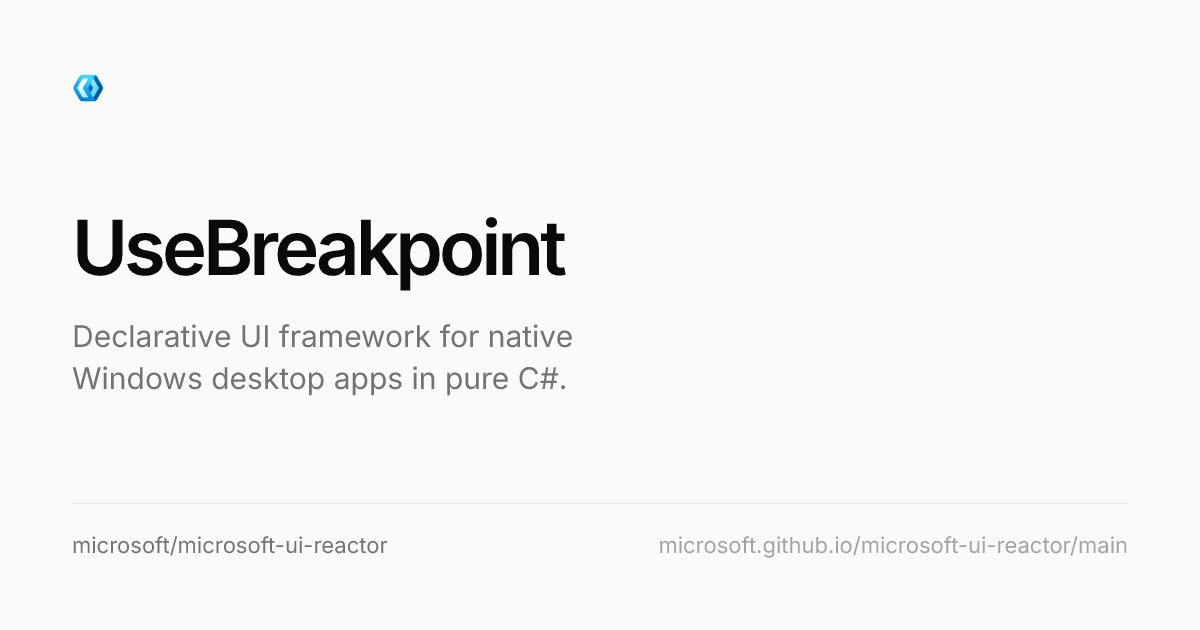 UseBreakpoint
Declarative UI framework for native
Windows desktop apps in pure C#.
microsoft/microsoft-ui-reactor
microsoft.github.io/microsoft-ui-reactor/main